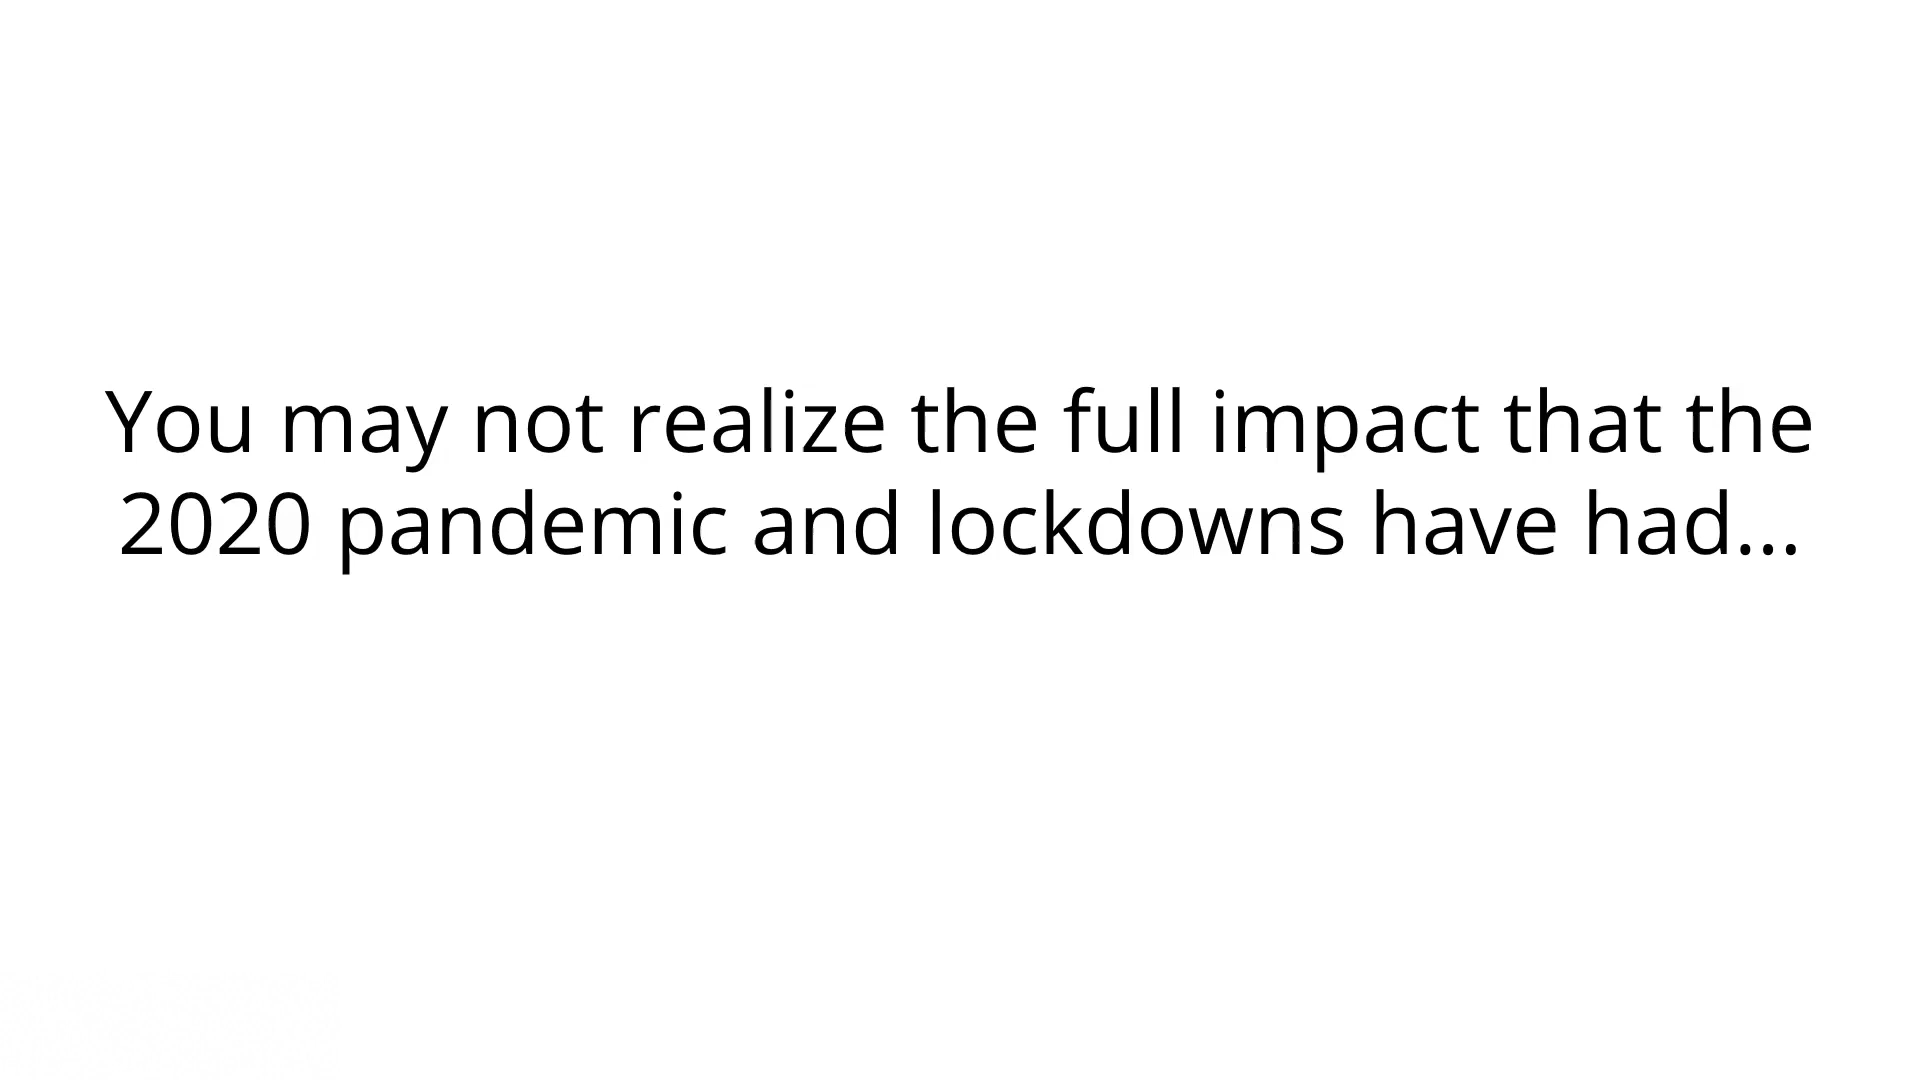 You may not realize the full impact that the
2020 pandemic and lockdowns have had...